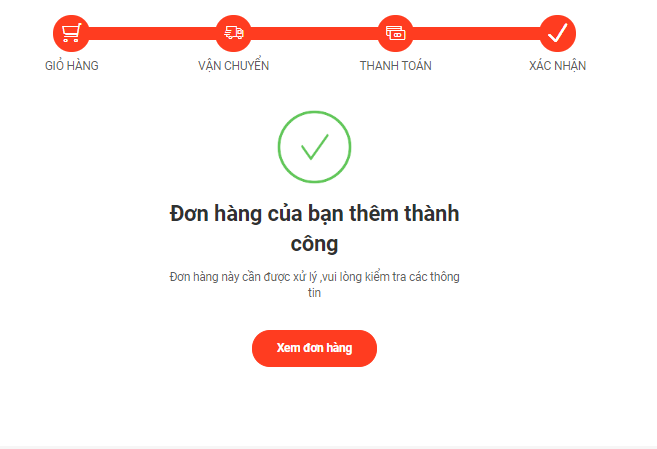 GIỎ HÀNG
VẬN CHUYỂN
THANH TOÁN
XÁC NHẬN
Đơn hàng của bạn thêm thành
công
Đơn hàng này cần được xử lý ,vui lòng kiểm tra các thông
tin
Xem đơn hàng